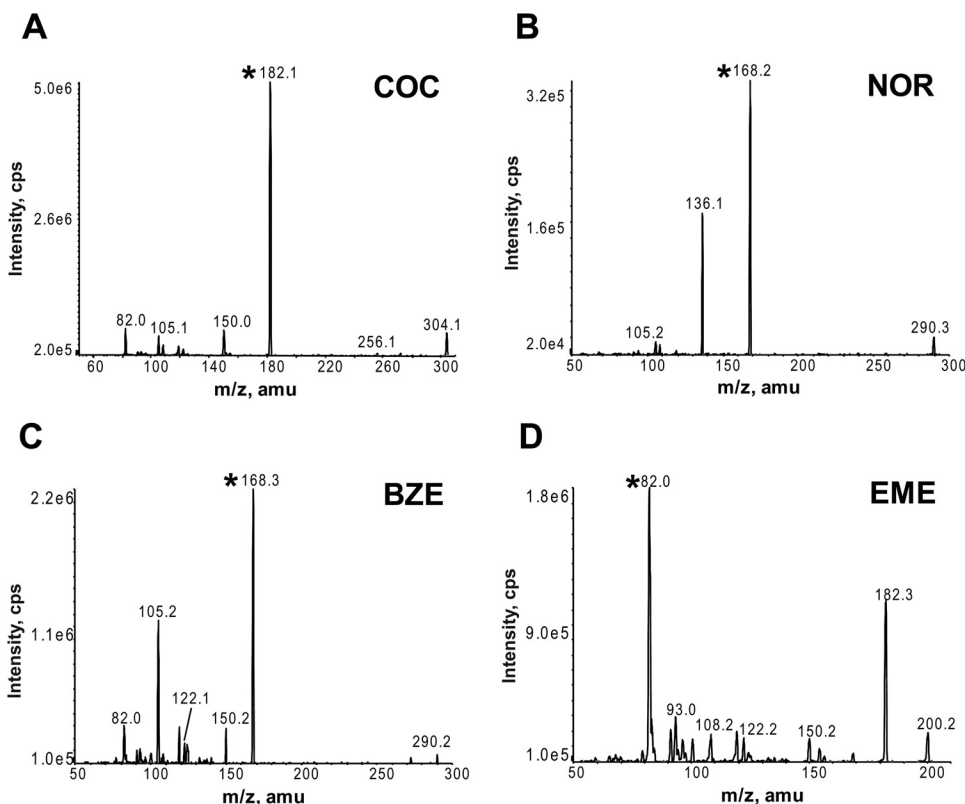 A
COC
* 182.1
5.0e6
2.6e6
2.0e5
82.0
105.1
150.0
256.1
304.1
60 100 140 180 220 260 300
m/z, amu
Intensity, cps
B
NOR
* 168.2
3.2e5
1.6e5
2.0e4
136.1
105.2
290.3
50 100 150 200 250 300
m/z, amu
Intensity, cps
C
BZE
* 168.3
2.2e6
1.1e6
1.0e5
105.2
122.1
82.0
150.2
290.2
50 100 150 200 250 300
m/z, amu
Intensity, cps
D
EME
* 82.0
1.8e6
9.0e5
1.0e5
182.3
93.0
108.2
122.2
150.2
200.2
50 100 150 200
m/z, amu
Intensity, cps